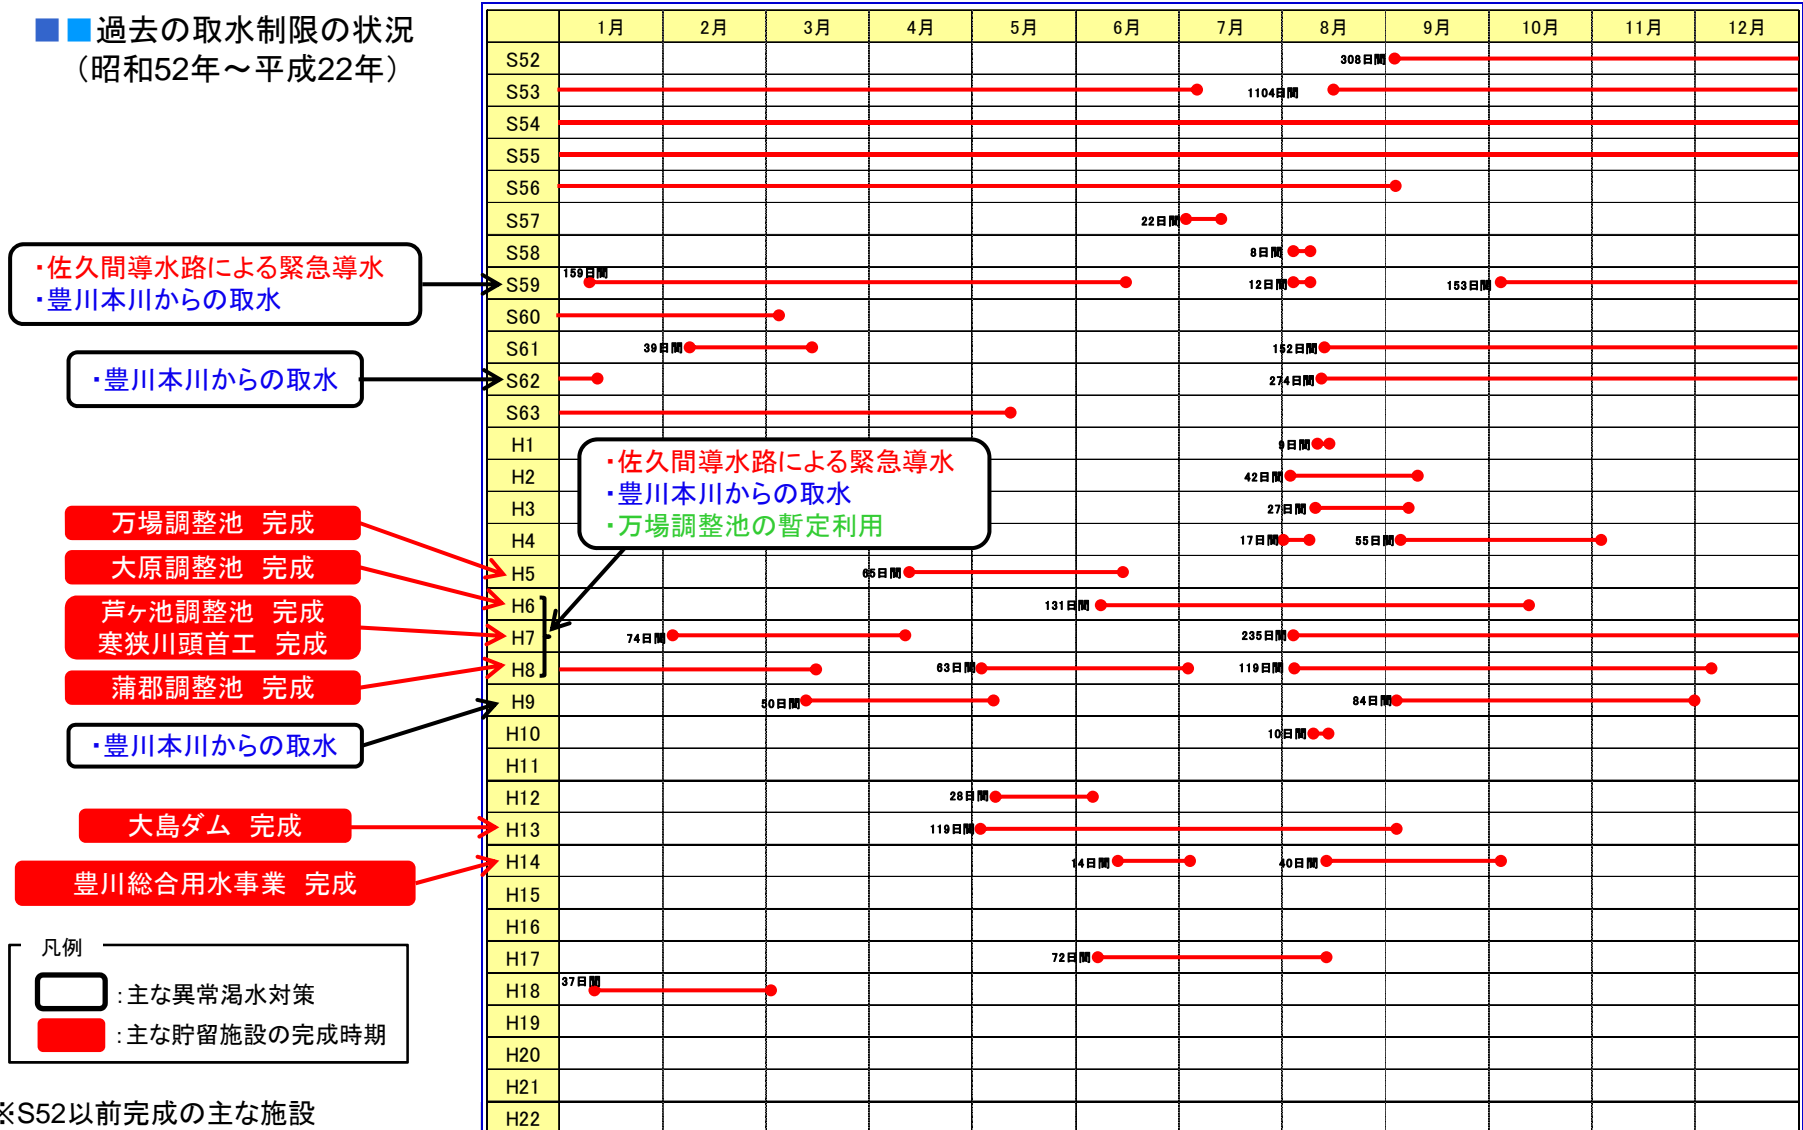 ■■過去の取水制限の状況
（昭和52年～平成22年）
1月 2月 3月 4月 5月 6月 7月 8月 9月 10月 11月 12月
S52 308日間
S53 1104日間
S54
S55
S56
S57 22日間
S58 8日間
S59 159日間 12日間 153日間
S60
S61 39日間 152日間
S62 274日間
S63
H1 9日間
H2 42日間
H3 27日間
H4 17日間 55日間
H5 65日間
H6 131日間
H7 74日間 235日間
H8 63日間 119日間
H9 50日間 84日間
H10 10日間
H11
H12 28日間
H13 119日間
H14 14日間 40日間
H15
H16
H17 72日間
H18 37日間
H19
H20
H21
H22
・佐久間導水路による緊急導水
・豊川本川からの取水
・豊川本川からの取水
・佐久間導水路による緊急導水
・豊川本川からの取水
・万場調整池の暫定利用
万場調整池 完成
大原調整池 完成
芦ヶ池調整池 完成
寒狭川頭首工 完成
蒲郡調整池 完成
・豊川本川からの取水
大島ダム 完成
豊川総合用水事業 完成
凡例
：主な異常渇水対策
：主な貯留施設の完成時期
※S52以前完成の主な施設